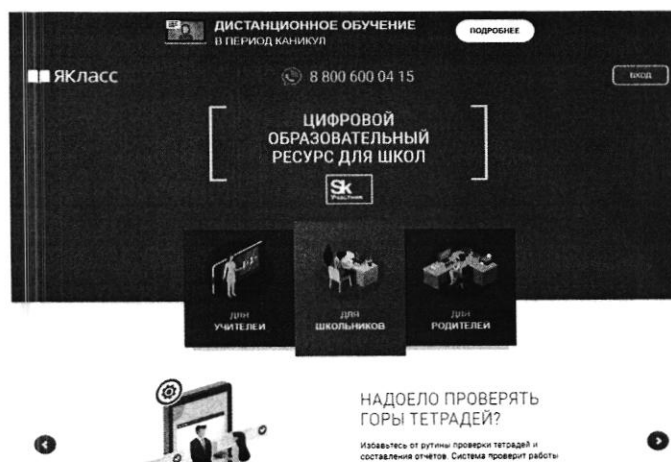 ДИСТАНЦИОННОЕ ОБУЧЕНИЕ
В ПЕРИОД КАНИКУЛ
ПОДРОБНЕЕ
ЯКласс
8 800 600 04 15
ВХОД
ЦИФРОВОЙ
ОБРАЗОВАТЕЛЬНЫЙ
РЕСУРС ДЛЯ ШКОЛ
Sk
Участник
ДЛЯ
УЧИТЕЛЕЙ
ДЛЯ
ШКОЛЬНИКОВ
ДЛЯ
РОДИТЕЛЕЙ
НАДОЕЛО ПРОВЕРЯТЬ
ГОРЫ ТЕТРАДЕЙ?
Избавьтесь от рутины проверки тетрадей и
составления отчётов. Система проверит работы